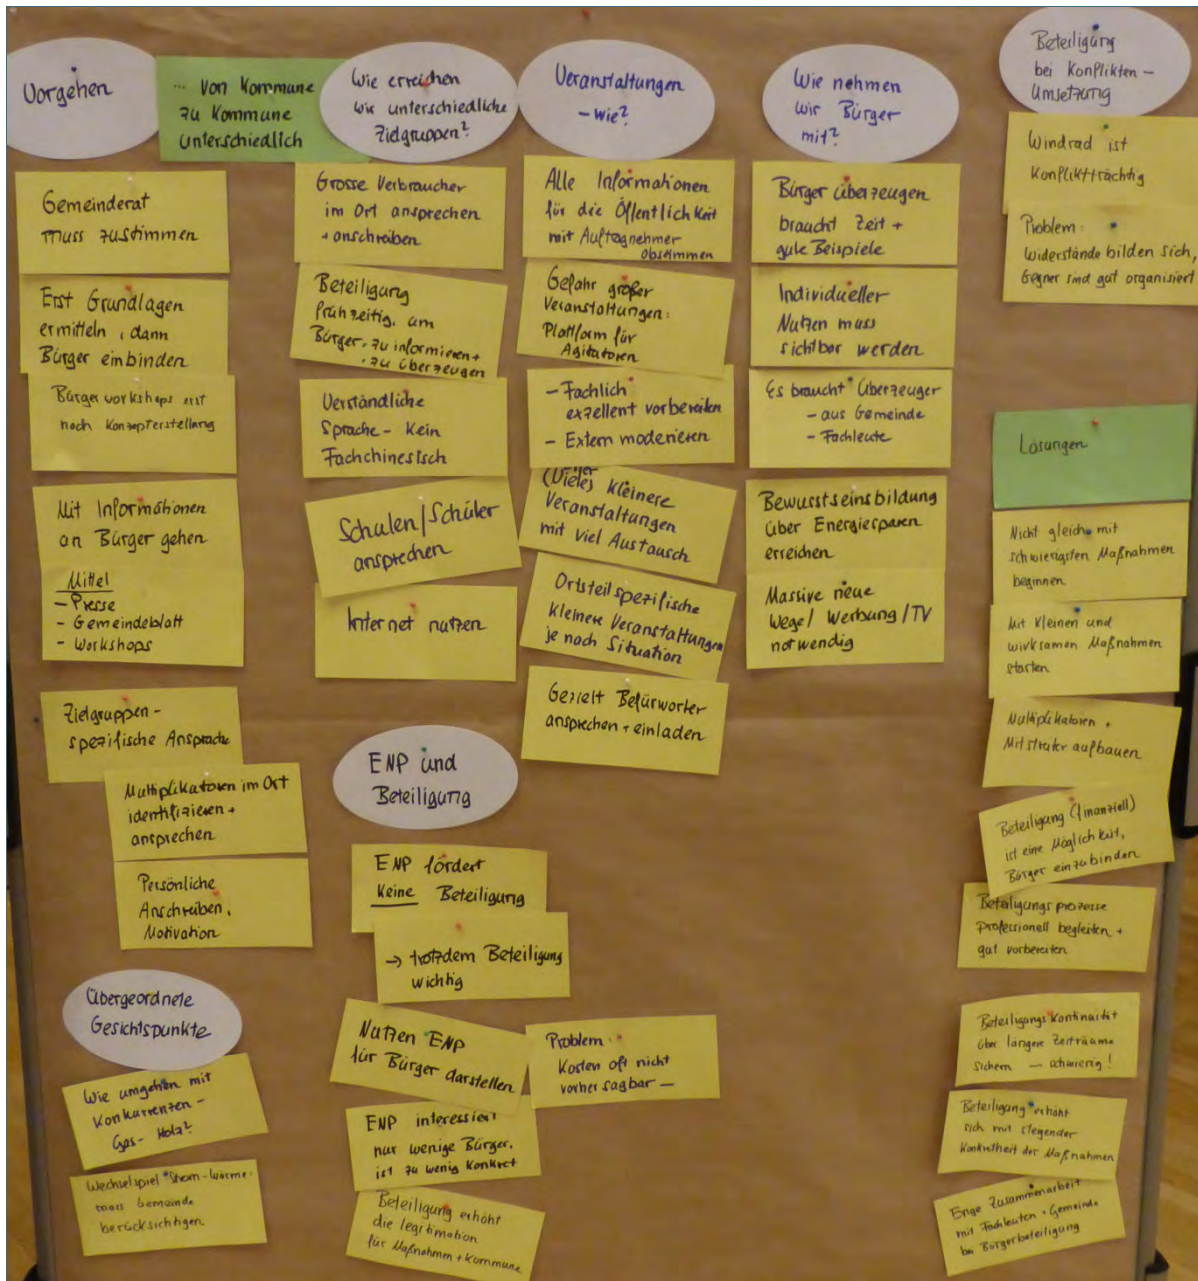 Vorgehen
... von Kommune
zu Kommune
unterschiedlich
Gemeinderat
muss zustimmen
Erst Grundlagen
ermitteln, dann
Bürger einbinden
Bürgerworkshops erst
nach Konzepterstellung
Mit Informationen
an Bürger gehen
Mittel
- Presse
- Gemeindeblatt
- Workshops
Zielgruppen-
spezifische Ansprache
Multiplikatoren im Ort
identifizieren +
ansprechen
Persönliche
Anschreiben,
Motivation
Übergeordnete
Gesichtspunkte
Wie umgehen mit
Konkurrenzen -
Gas - Holz?
Wechselspiel Strom-Wärme
muss Gemeinde
berücksichtigen
Wie erreichen
wir unterschiedliche
Zielgruppen?
Grosse Verbraucher
im Ort ansprechen
+ anschreiben
Beteiligung
frühzeitig, um
Bürger zu informieren +
zu überzeugen
Verständliche
Sprache - Kein
Fachchinesisch
Schulen/Schüler
ansprechen
Internet nutzen
ENP und
Beteiligung
ENP fördert
Keine Beteiligung
→ trotzdem Beteiligung
wichtig
Nutzen ENP
für Bürger darstellen
Problem:
Kosten oft nicht
vorhersagbar -
ENP interessiert
nur wenige Bürger,
ist zu wenig Konkret
Beteiligung erhöht
die legitimation
für Maßnahmen + Kommune
Veranstaltungen
- wie?
Alle Informationen
für die Öffentlichkeit
mit Auftragnehmer
abstimmen
Gefahr großer
Veranstaltungen:
Plattform für
Agitatoren
- Fachlich
exzellent vorbereiten
- Extern moderieren
(Viele) Kleinere
Veranstaltungen
mit viel Austausch
Ortsteilspezifische
kleinere Veranstaltungen
je nach Situation
Gezielt Befürworter
ansprechen + einladen
Wie nehmen
wir Bürger
mit?
Bürger überzeugen
braucht Zeit +
gute Beispiele
Individueller
Nutzen muss
sichtbar werden
Es braucht Überzeuger
- aus Gemeinde
- Fachleute
Bewusstseinsbildung
über Energiesparen
erreichen
Massive neue
Wege/Werbung/TV
notwendig
Beteiligung
bei Konflikten -
Umsetzung
Windrad ist
Konfliktträchtig
Problem:
Widerstände bilden sich,
Gegner sind gut organisiert
Lösungen
Nicht gleich mit
schwierigsten Maßnahmen
beginnen
Mit Kleinen und
wirksamen Maßnahmen
starten
Multiplikatoren +
Mitstreiter aufbauen
Beteiligung (finanziell)
ist eine Möglichkeit,
Bürger einzubinden
Beteiligungsprozesse
professionell begleiten +
gut vorbereiten
Beteiligungskontinuität
über längere Zeiträume
sichern - schwierig!
Beteiligung erhöht
sich mit steigender
Konkretheit der Maßnahmen
Enge Zusammenarbeit
mit Fachleuten + Gemeinde
bei Bürgerbeteiligung